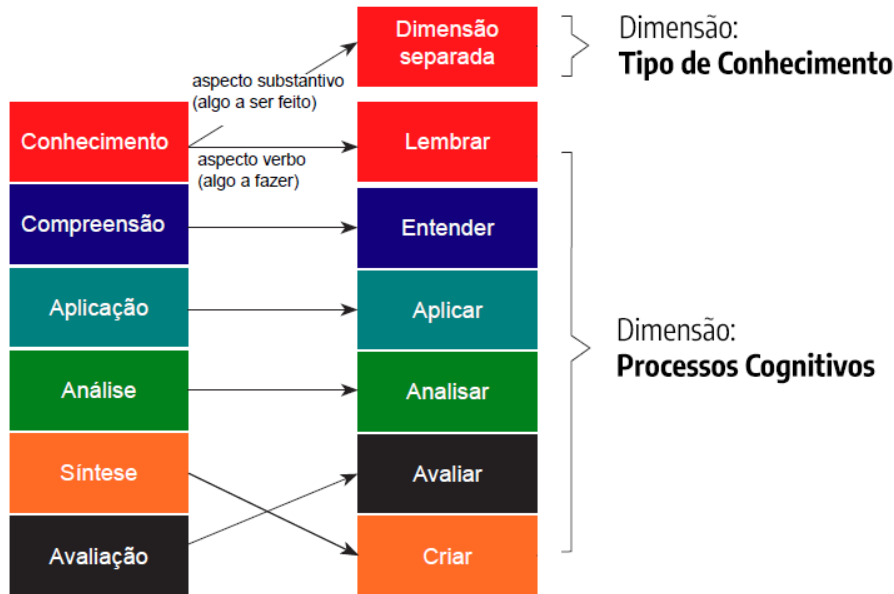 Dimensão
separada
Dimensão:
Tipo de Conhecimento
aspecto substantivo
(algo a ser feito)
Conhecimento
aspecto verbo
(algo a fazer)
Lembrar
Compreensão
Entender
Aplicação
Aplicar
Dimensão:
Processos Cognitivos
Análise
Analisar
Síntese
Avaliar
Avaliação
Criar